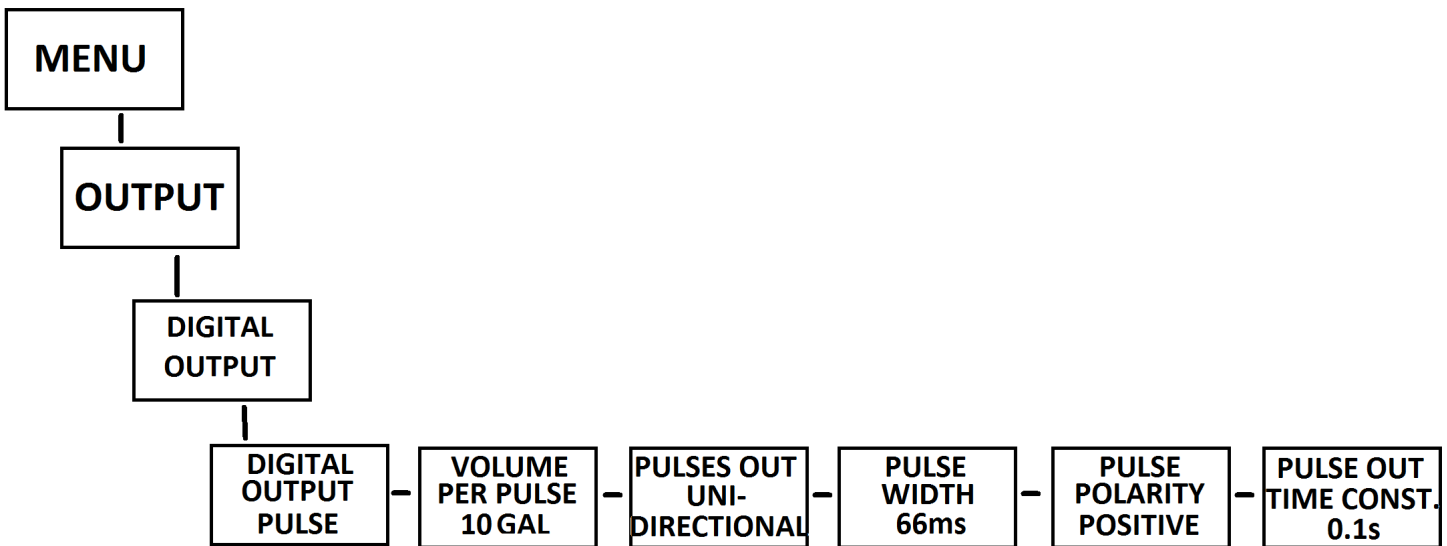 MENU
OUTPUT
DIGITAL
OUTPUT
DIGITAL
OUTPUT
PULSE
VOLUME
PER PULSE
10 GAL
PULSES OUT
UNI-
DIRECTIONAL
PULSE
WIDTH
66ms
PULSE
POLARITY
POSITIVE
PULSE OUT
TIME CONST.
0.1s